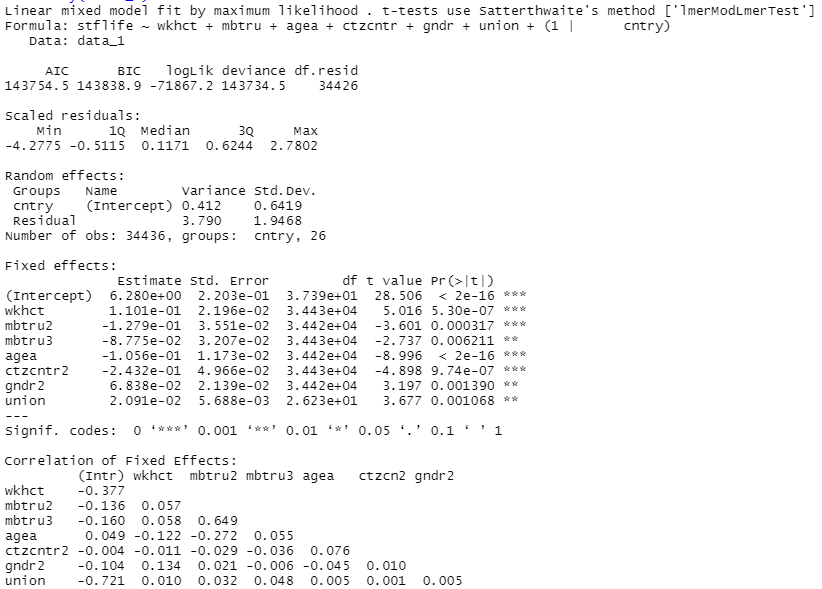 Linear mixed model fit by maximum likelihood . t-tests use Satterthwaite's method ['lmerModLmerTest']
Formula: stflife ~ wkhct + mbtru + agea + ctzcntr + gndr + union + (1 |      cntry)
   Data: data_1

     AIC      BIC   logLik deviance df.resid
143754.5 143838.9 -71867.2 143734.5    34426

Scaled residuals:
    Min      1Q  Median      3Q     Max
-4.2775 -0.5115  0.1171  0.6244  2.7802

Random effects:
 Groups   Name        Variance Std.Dev.
 cntry    (Intercept) 0.412    0.6419
 Residual             3.790    1.9468
Number of obs: 34436, groups:  cntry, 26

Fixed effects:
              Estimate Std. Error         df t value Pr(>|t|)
(Intercept)  6.280e+00  2.203e-01  3.739e+01  28.506  < 2e-16 ***
wkhct        1.101e-01  2.196e-02  3.443e+04   5.016 5.30e-07 ***
mbtru2      -1.279e-01  3.551e-02  3.442e+04  -3.601 0.000317 ***
mbtru3      -8.775e-02  3.207e-02  3.442e+04  -2.737 0.006211 **
agea        -1.056e-01  1.173e-02  3.442e+04  -8.996  < 2e-16 ***
ctzcntr2    -2.432e-01  4.966e-02  3.443e+04  -4.898 9.74e-07 ***
gndr2        6.838e-02  2.139e-02  3.442e+04   3.197 0.001390 **
union        2.091e-02  5.688e-03  2.623e+01   3.677 0.001068 **
---
Signif. codes:  0 ‘***’ 0.001 ‘**’ 0.01 ‘*’ 0.05 ‘.’ 0.1 ‘ ’ 1

Correlation of Fixed Effects:
         (Intr) wkhct  mbtru2 mbtru3 agea   ctzcn2 gndr2
wkhct    -0.377
mbtru2   -0.136  0.057
mbtru3   -0.160  0.058  0.649
agea      0.049 -0.122 -0.272  0.055
ctzcntr2 -0.004 -0.011 -0.029 -0.036  0.076
gndr2    -0.104  0.134  0.021 -0.006 -0.045  0.010
union    -0.721  0.010  0.032  0.048  0.005  0.001  0.005